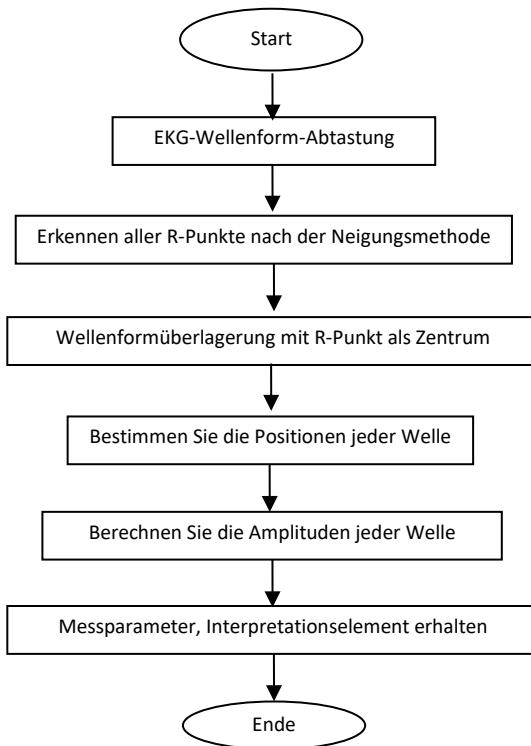 Start
EKG-Wellenform-Abtastung
Erkennen aller R-Punkte nach der Neigungsmethode
Wellenformüberlagerung mit R-Punkt als Zentrum
Bestimmen Sie die Positionen jeder Welle
Berechnen Sie die Amplituden jeder Welle
Messparameter, Interpretationselement erhalten
Ende